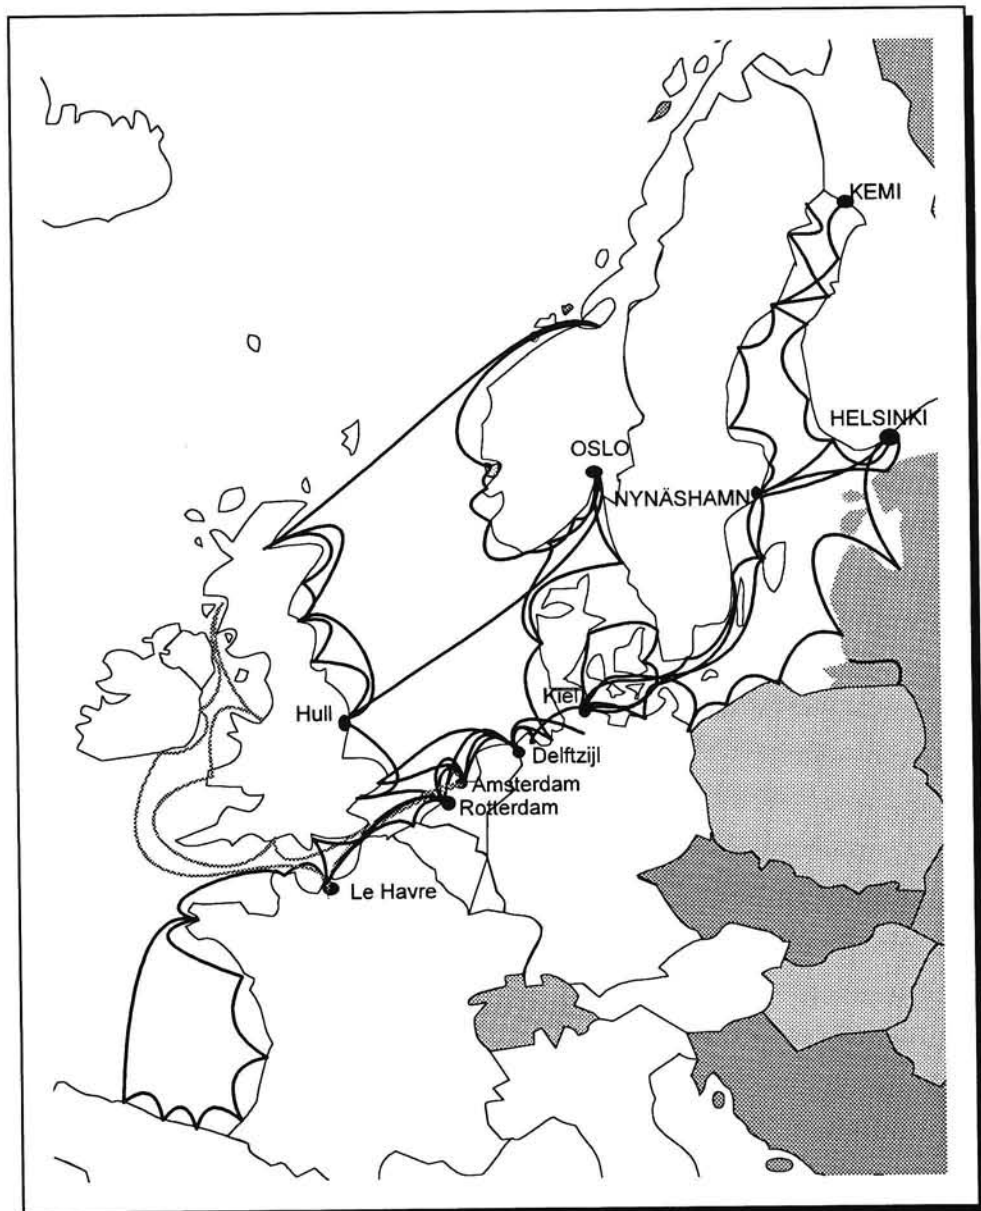 KEMI
HELSINKI
OSLO
NYNÄSHAMN
Kiel
Hull
Delftzijl
Amsterdam
Rotterdam
Le Havre